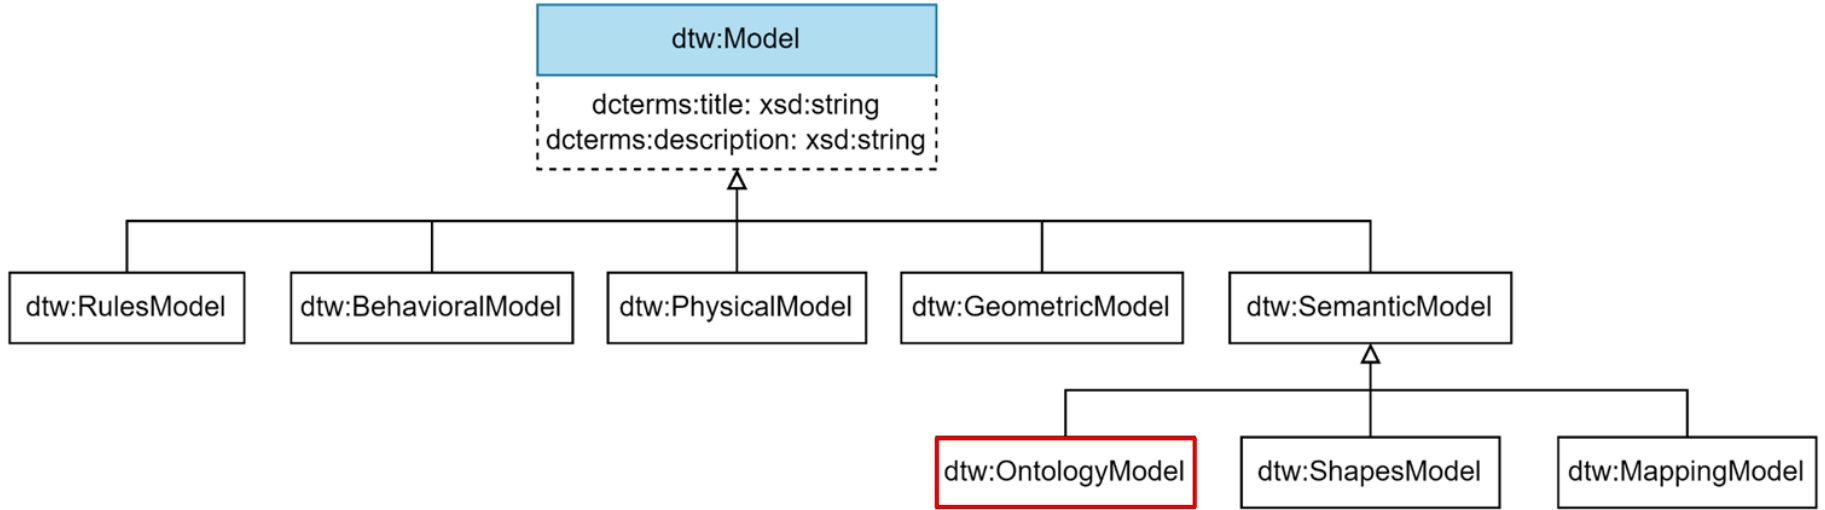 dtw:Model
dcterms:title: xsd:string
dcterms:description: xsd:string
dtw:RulesModel
dtw:BehavioralModel
dtw:PhysicalModel
dtw:GeometricModel
dtw:SemanticModel
dtw:OntologyModel
dtw:ShapesModel
dtw:MappingModel